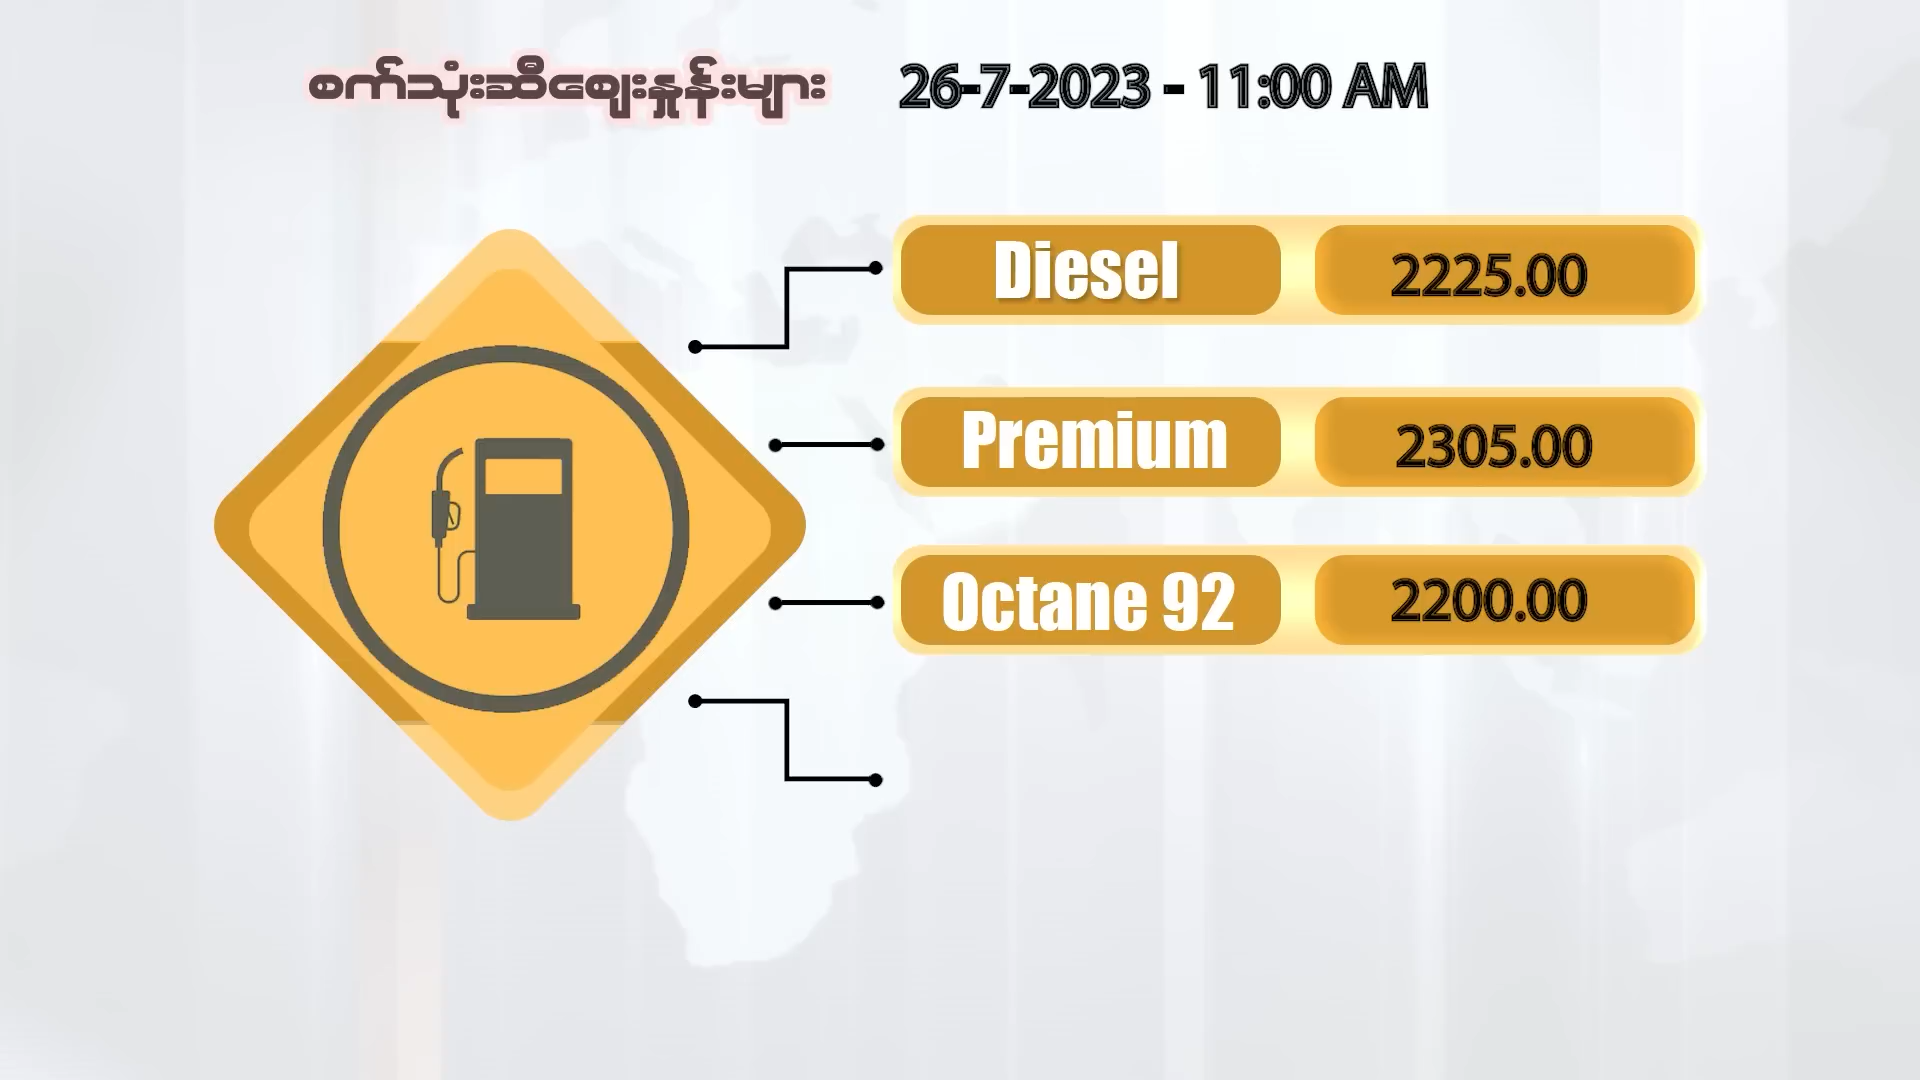 စက်သုံးဆီဈေးနှုန်းများ 26-7-2023 - 11:00 AM
Diesel 2225.00
Premium 2305.00
Octane 92 2200.00